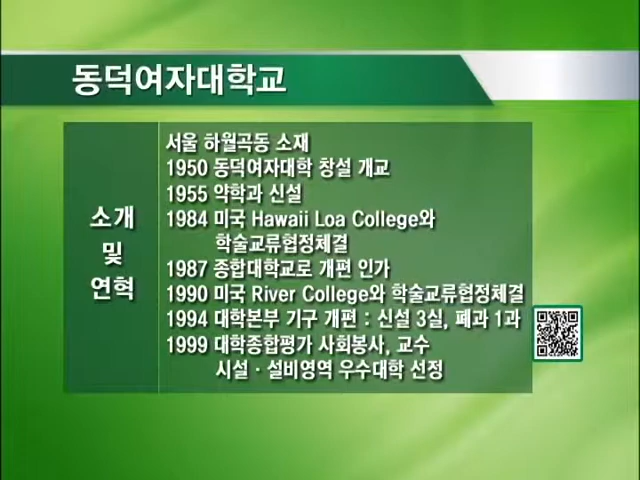 동덕여자대학교
소개
및
연혁
서울 하월곡동 소재
1950 동덕여자대학 창설 개교
1955 약학과 신설
1984 미국 Hawaii Loa College와
학술교류협정체결
1987 종합대학교로 개편 인가
1990 미국 River College와 학술교류협정체결
1994 대학본부 기구 개편 : 신설 3실, 폐과 1과
1999 대학종합평가 사회봉사, 교수
시설 · 설비영역 우수대학 선정